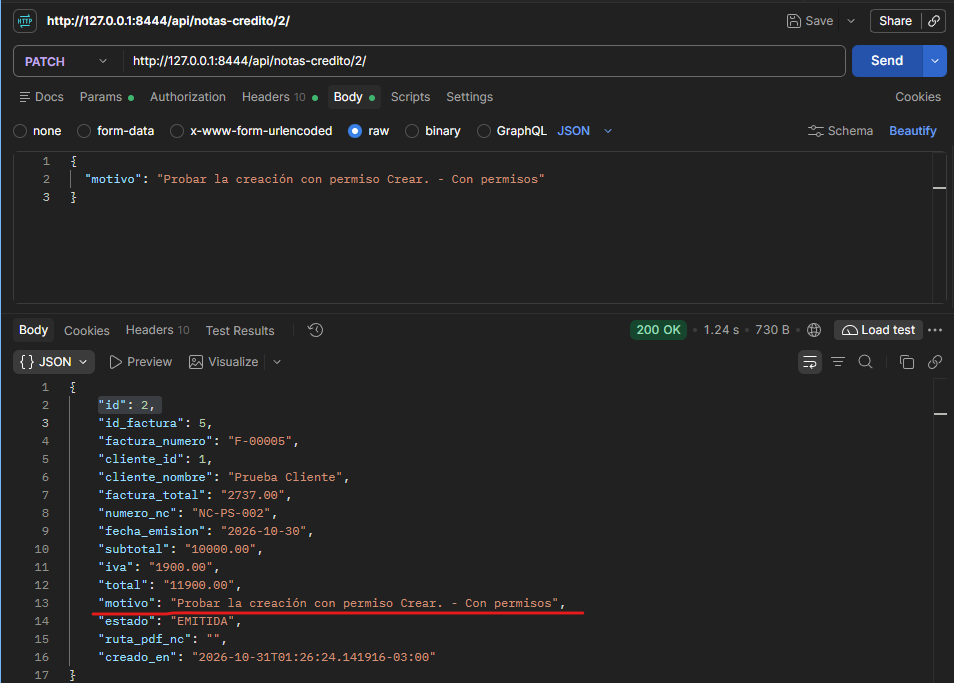 HTTP http://127.0.0.1:8444/api/notas-credito/2/ Save Share
PATCH http://127.0.0.1:8444/api/notas-credito/2/ Send
Docs Params Authorization Headers 10 Body Scripts Settings Cookies
none form-data x-www-form-urlencoded raw binary GraphQL JSON Schema Beautify
1 {
2 "motivo": "Probar la creación con permiso Crear. - Con permisos"
3 }
Body Cookies Headers 10 Test Results 200 OK 1.24 s 730 B Load test
{} JSON Preview Visualize
1 {
2 "id": 2,
3 "id_factura": 5,
4 "factura_numero": "F-00005",
5 "cliente_id": 1,
6 "cliente_nombre": "Prueba Cliente",
7 "factura_total": "2737.00",
8 "numero_nc": "NC-PS-002",
9 "fecha_emision": "2026-10-30",
10 "subtotal": "10000.00",
11 "iva": "1900.00",
12 "total": "11900.00",
13 "motivo": "Probar la creación con permiso Crear. - Con permisos",
14 "estado": "EMITIDA",
15 "ruta_pdf_nc": "",
16 "creado_en": "2026-10-31T01:26:24.141916-03:00"
17 }